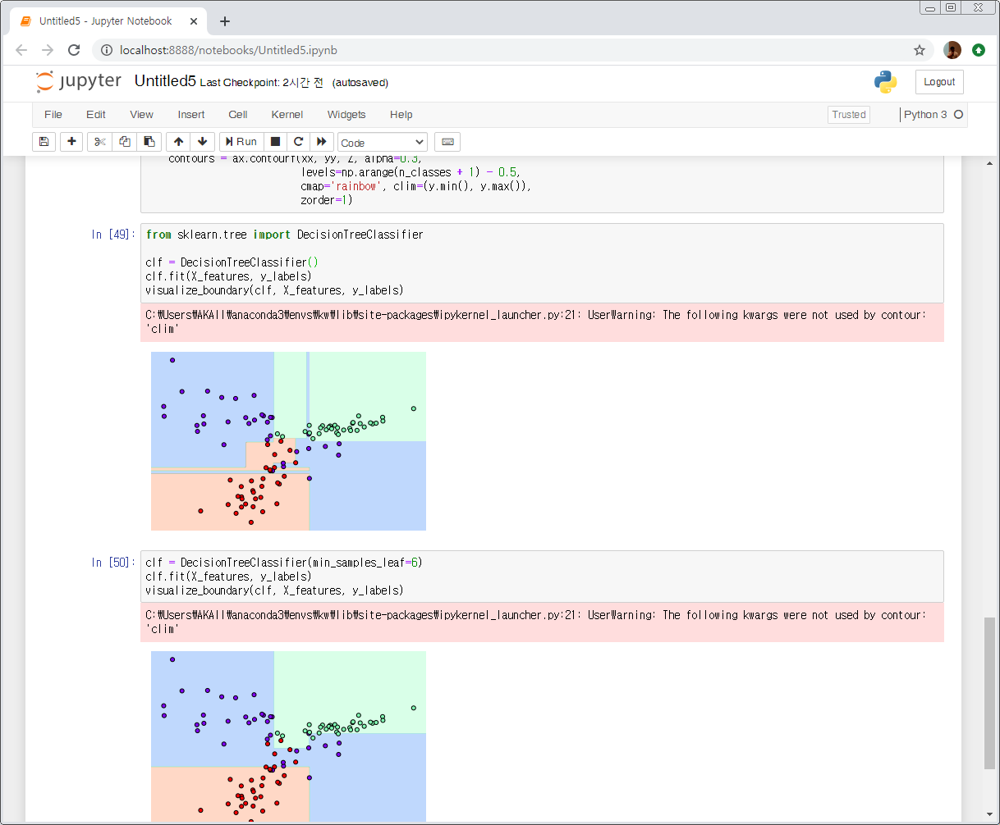 Untitled5 - Jupyter Notebook
localhost:8888/notebooks/Untitled5.ipynb
jupyter Untitled5 Last Checkpoint: 2시간 전 (autosaved)
Logout
File Edit View Insert Cell Kernel Widgets Help
Trusted Python 3
Run Code
contours = ax.contourf(xx, yy, Z, alpha=0.3,
levels=np.arange(n_classes + 1) - 0.5,
cmap='rainbow', clim=(y.min(), y.max()),
zorder=1)
In [49]: from sklearn.tree import DecisionTreeClassifier
clf = DecisionTreeClassifier()
clf.fit(X_features, y_labels)
visualize_boundary(clf, X_features, y_labels)
C:₩Users₩AKAII₩anaconda3₩envs₩kw₩lib₩site-packages₩ipykernel_launcher.py:21: UserWarning: The following kwargs were not used by contour:
'clim'
In [50]: clf = DecisionTreeClassifier(min_samples_leaf=6)
clf.fit(X_features, y_labels)
visualize_boundary(clf, X_features, y_labels)
C:₩Users₩AKAII₩anaconda3₩envs₩kw₩lib₩site-packages₩ipykernel_launcher.py:21: UserWarning: The following kwargs were not used by contour:
'clim'